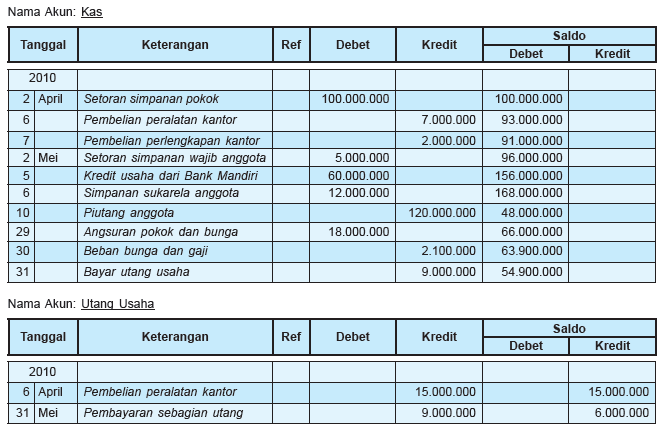 Nama Akun: Kas
Tanggal Keterangan Ref Debet Kredit Saldo
Debet Kredit
2010
2 April Setoran simpanan pokok 100.000.000 100.000.000
6 Pembelian peralatan kantor 7.000.000 93.000.000
7 Pembelian perlengkapan kantor 2.000.000 91.000.000
2 Mei Setoran simpanan wajib anggota 5.000.000 96.000.000
5 Kredit usaha dari Bank Mandiri 60.000.000 156.000.000
6 Simpanan sukarela anggota 12.000.000 168.000.000
10 Piutang anggota 120.000.000 48.000.000
29 Angsuran pokok dan bunga 18.000.000 66.000.000
30 Beban bunga dan gaji 2.100.000 63.900.000
31 Bayar utang usaha 9.000.000 54.900.000
Nama Akun: Utang Usaha
Tanggal Keterangan Ref Debet Kredit Saldo
Debet Kredit
2010
6 April Pembelian peralatan kantor 15.000.000 15.000.000
31 Mei Pembayaran sebagian utang 9.000.000 6.000.000